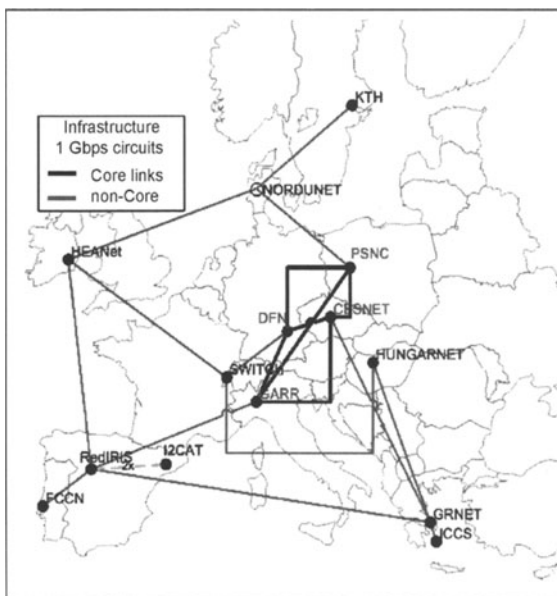 KTH
Infrastructure
1 Gbps circuits
Core links
non-Core
NORDUNET
HEANet
PSNC
DFN
CESNET
SWITCH
HUNGARNET
GARR
RedIRIS
2x
I2CAT
FCCN
GRNET
ICCS